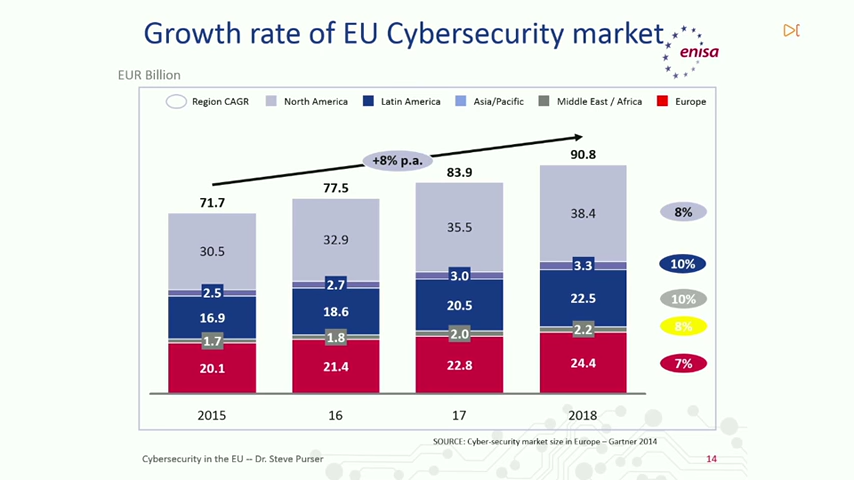 Growth rate of EU Cybersecurity market
enisa
EUR Billion
Region CAGR North America Latin America Asia/Pacific Middle East / Africa Europe
+8% p.a.
71.7 77.5 83.9 90.8
30.5 32.9 35.5 38.4 8%
2.5 2.7 3.0 3.3 10%
16.9 18.6 20.5 22.5 10%
1.7 1.8 2.0 2.2 8%
20.1 21.4 22.8 24.4 7%
2015 16 17 2018
SOURCE: Cyber-security market size in Europe – Gartner 2014
Cybersecurity in the EU -- Dr. Steve Purser 14